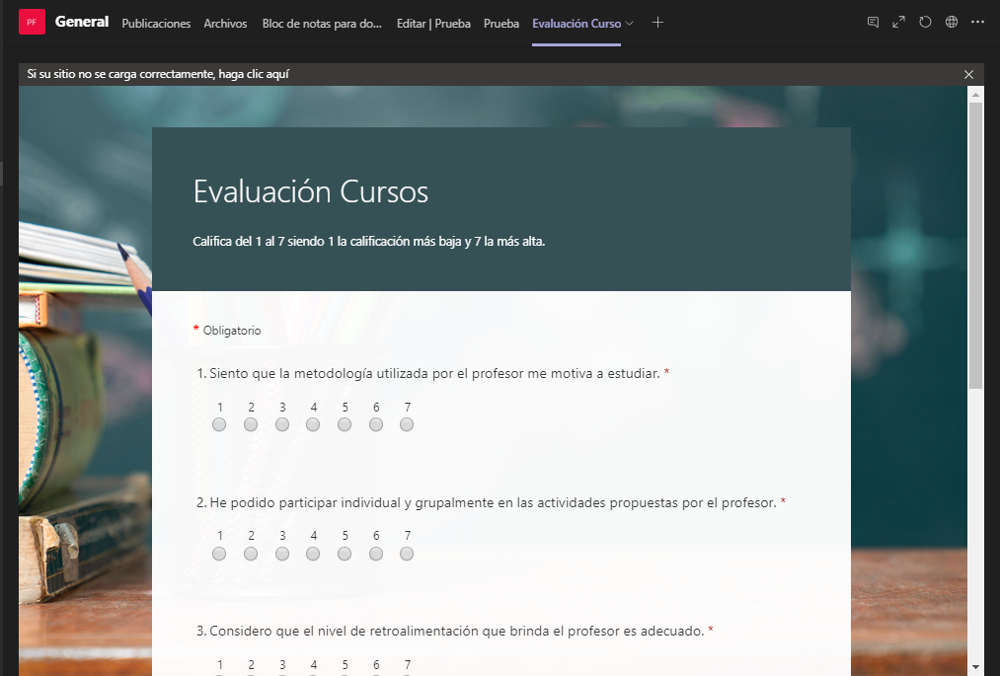 PF General Publicaciones Archivos Bloc de notas para do... Editar | Prueba Prueba Evaluación Curso
Si su sitio no se carga correctamente, haga clic aquí
Evaluación Cursos
Califica del 1 al 7 siendo 1 la calificación más baja y 7 la más alta.
* Obligatorio
1. Siento que la metodología utilizada por el profesor me motiva a estudiar. *
1 2 3 4 5 6 7
2. He podido participar individual y grupalmente en las actividades propuestas por el profesor. *
1 2 3 4 5 6 7
3. Considero que el nivel de retroalimentación que brinda el profesor es adecuado. *
1 2 3 4 5 6 7